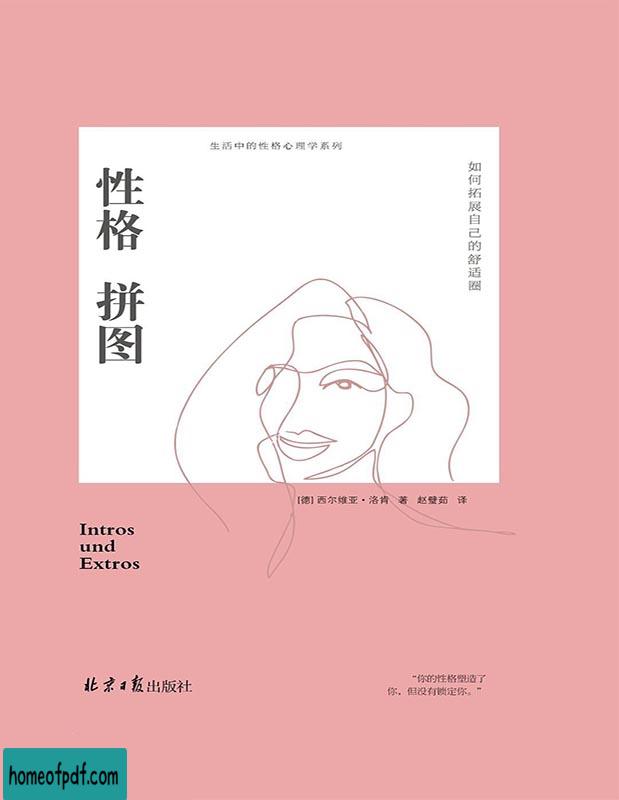 生活中的性格心理学系列
性格 拼图
如何拓展自己的舒适圈
[德] 西尔维亚·洛肯 著 赵璧茹 译
Intros
und
Extros
北京日报出版社
“你的性格塑造了
你，但没有锁定你。”
homeofpdf.com